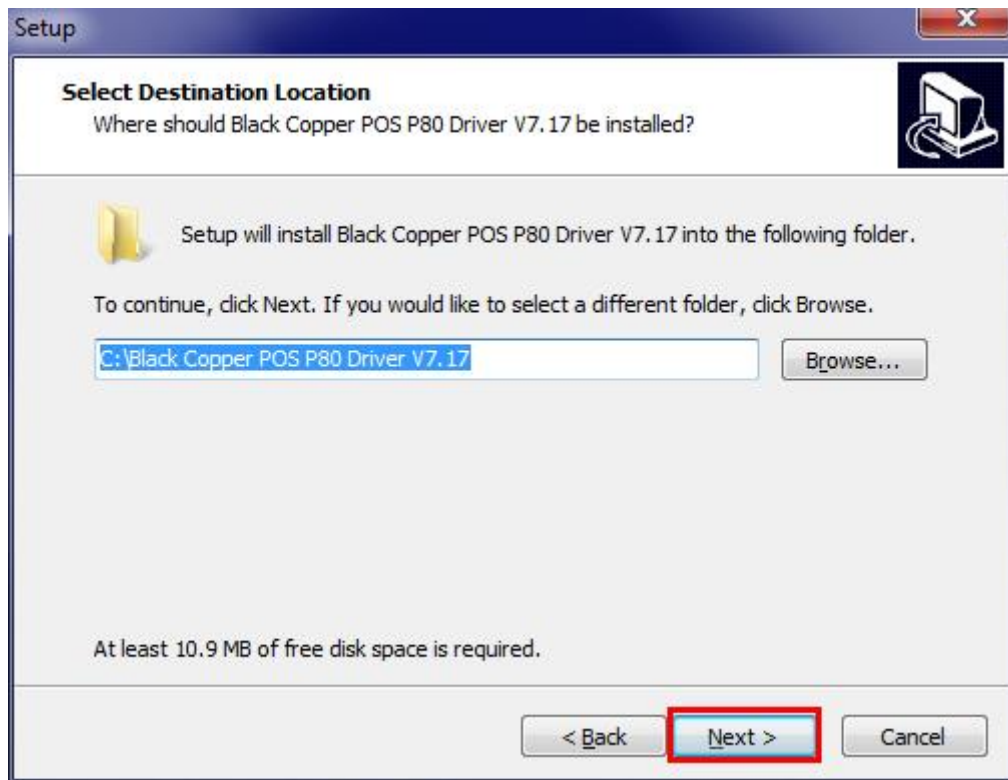 Setup
Select Destination Location
Where should Black Copper POS P80 Driver V7.17 be installed?
Setup will install Black Copper POS P80 Driver V7.17 into the following folder.
To continue, click Next. If you would like to select a different folder, click Browse.
C:\Black Copper POS P80 Driver V7.17
Browse...
At least 10.9 MB of free disk space is required.
< Back
Next >
Cancel